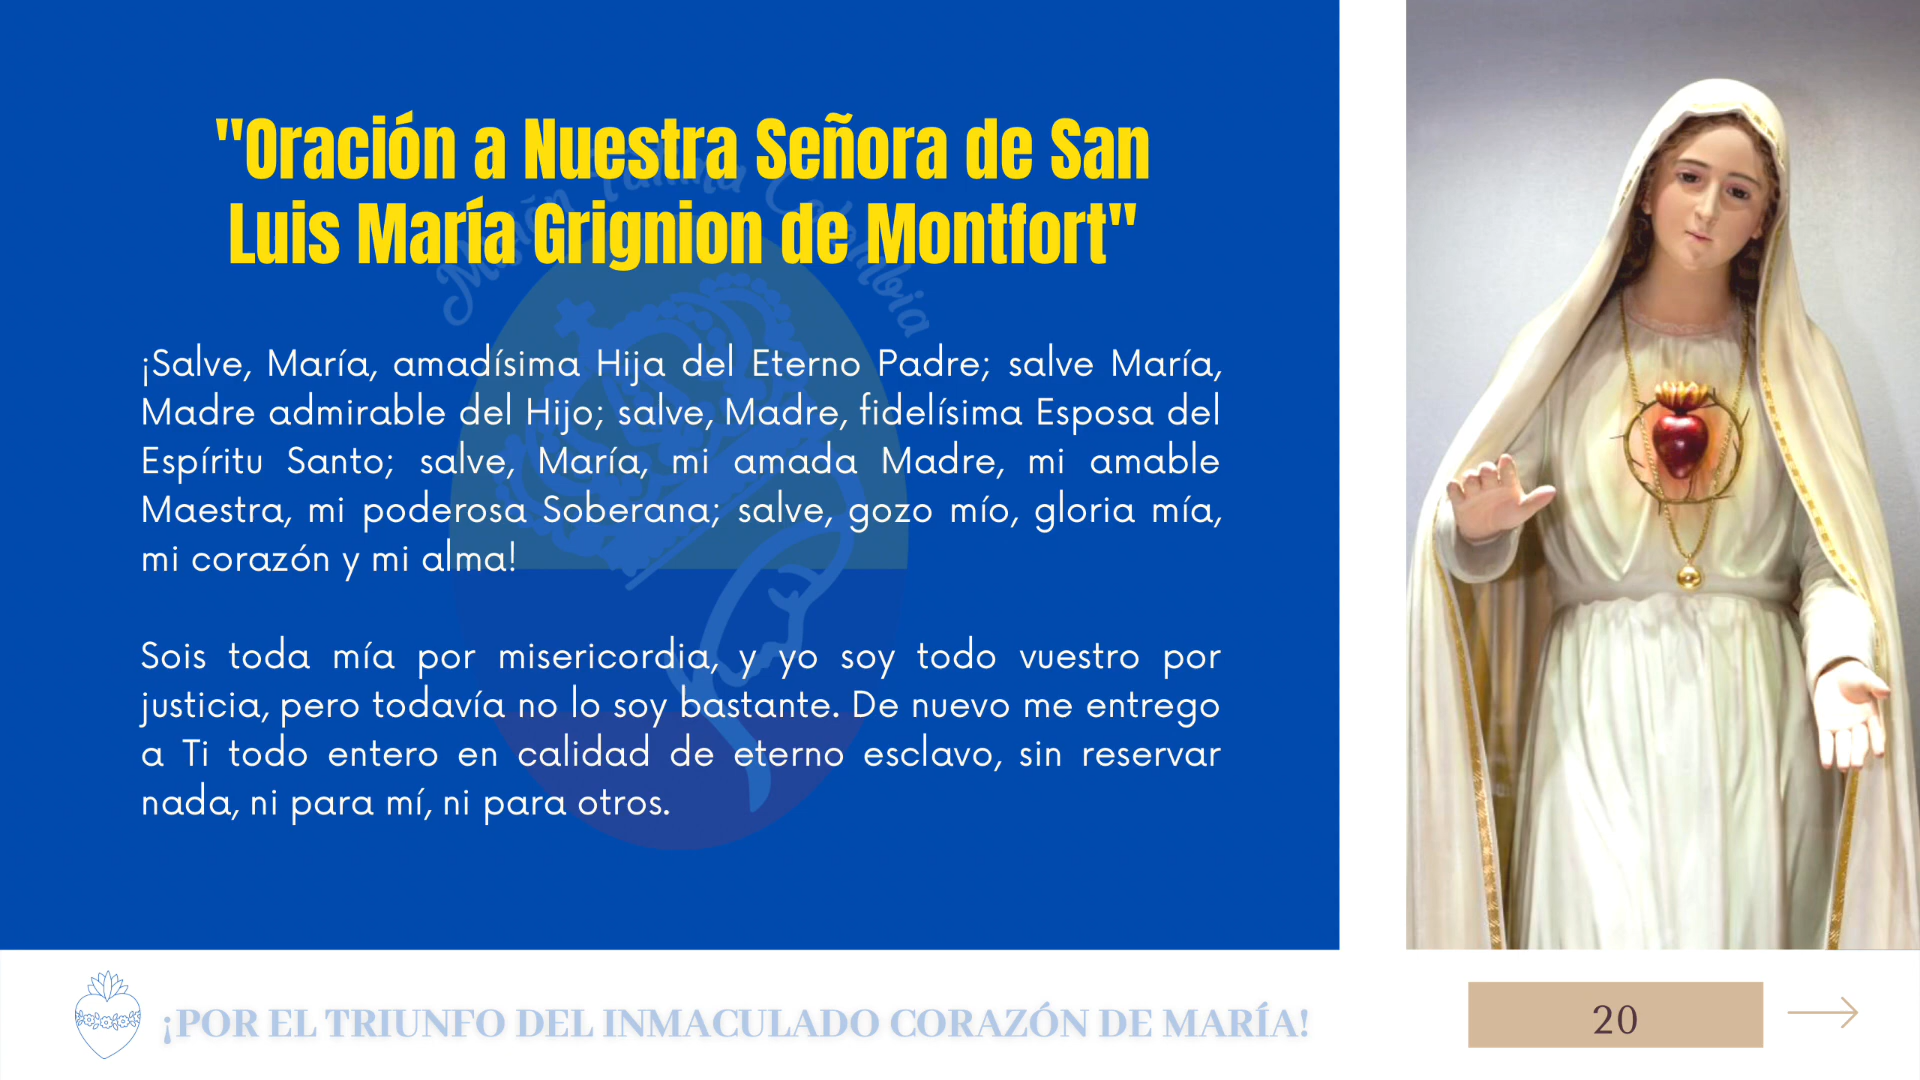 "Oración a Nuestra Señora de San
Luis María Grignion de Montfort"
¡Salve, María, amadísima Hija del Eterno Padre; salve María,
Madre admirable del Hijo; salve, Madre, fidelísima Esposa del
Espíritu Santo; salve, María, mi amada Madre, mi amable
Maestra, mi poderosa Soberana; salve, gozo mío, gloria mía,
mi corazón y mi alma!
Sois toda mía por misericordia, y yo soy todo vuestro por
justicia, pero todavía no lo soy bastante. De nuevo me entrego
a Ti todo entero en calidad de eterno esclavo, sin reservar
nada, ni para mí, ni para otros.
¡POR EL TRIUNFO DEL INMACULADO CORAZÓN DE MARÍA!
20